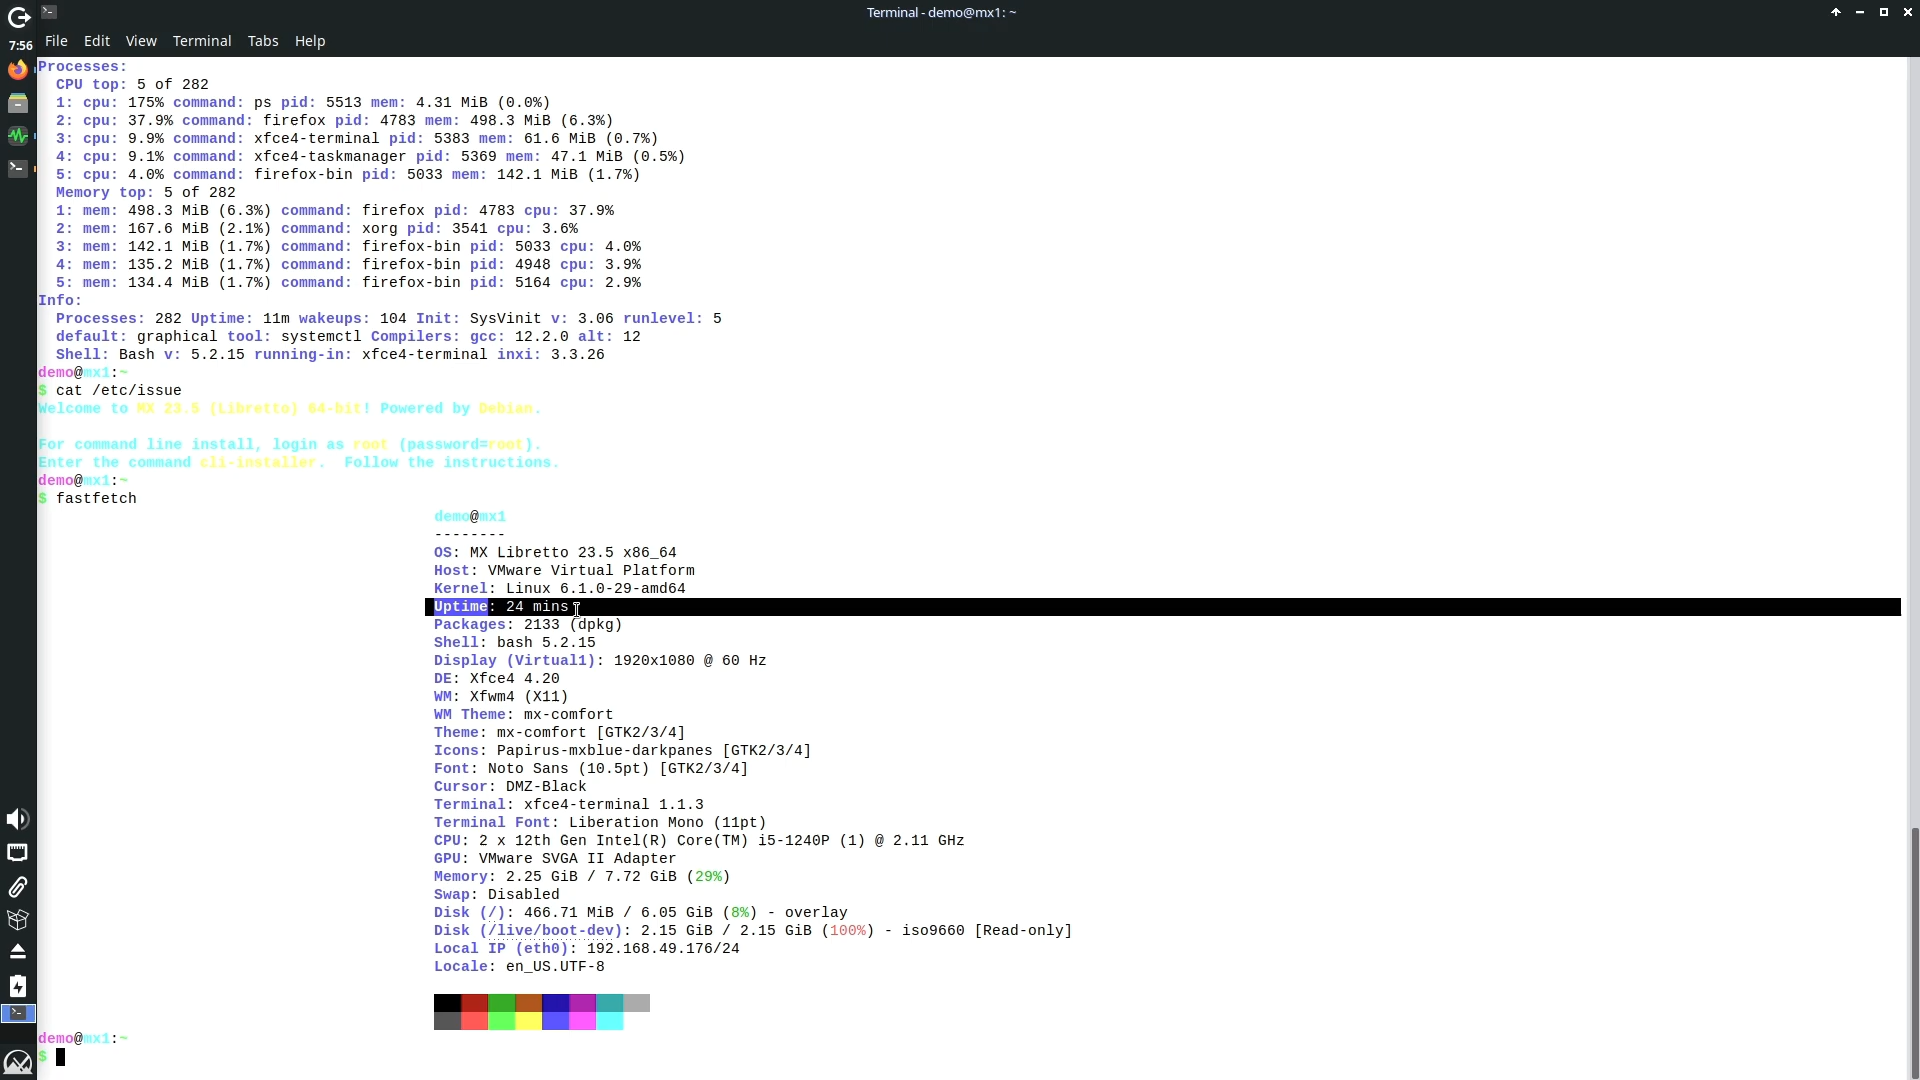 Terminal - demo@mx1: ~
7:56
File Edit View Terminal Tabs Help
Processes:
CPU top: 5 of 282
1: cpu: 175% command: ps pid: 5513 mem: 4.31 MiB (0.0%)
2: cpu: 37.9% command: firefox pid: 4783 mem: 498.3 MiB (6.3%)
3: cpu: 9.9% command: xfce4-terminal pid: 5383 mem: 61.6 MiB (0.7%)
4: cpu: 9.1% command: xfce4-taskmanager pid: 5369 mem: 47.1 MiB (0.5%)
5: cpu: 4.0% command: firefox-bin pid: 5033 mem: 142.1 MiB (1.7%)
Memory top: 5 of 282
1: mem: 498.3 MiB (6.3%) command: firefox pid: 4783 cpu: 37.9%
2: mem: 167.6 MiB (2.1%) command: xorg pid: 3541 cpu: 3.6%
3: mem: 142.1 MiB (1.7%) command: firefox-bin pid: 5033 cpu: 4.0%
4: mem: 135.2 MiB (1.7%) command: firefox-bin pid: 4948 cpu: 3.9%
5: mem: 134.4 MiB (1.7%) command: firefox-bin pid: 5164 cpu: 2.9%
Info:
Processes: 282 Uptime: 11m wakeups: 104 Init: SysVinit v: 3.06 runlevel: 5
default: graphical tool: systemctl Compilers: gcc: 12.2.0 alt: 12
Shell: Bash v: 5.2.15 running-in: xfce4-terminal inxi: 3.3.26
demo@mx1:~
$ cat /etc/issue
Welcome to MX 23.5 (Libretto) 64-bit! Powered by Debian.
For command line install, login as root (password=root).
Enter the command cli-installer. Follow the instructions.
demo@mx1:~
$ fastfetch
demo@mx1
--------
OS: MX Libretto 23.5 x86_64
Host: VMware Virtual Platform
Kernel: Linux 6.1.0-29-amd64
Uptime: 24 mins
Packages: 2133 (dpkg)
Shell: bash 5.2.15
Display (Virtual1): 1920x1080 @ 60 Hz
DE: Xfce4 4.20
WM: Xfwm4 (X11)
WM Theme: mx-comfort
Theme: mx-comfort [GTK2/3/4]
Icons: Papirus-mxblue-darkpanes [GTK2/3/4]
Font: Noto Sans (10.5pt) [GTK2/3/4]
Cursor: DMZ-Black
Terminal: xfce4-terminal 1.1.3
Terminal Font: Liberation Mono (11pt)
CPU: 2 x 12th Gen Intel(R) Core(TM) i5-1240P (1) @ 2.11 GHz
GPU: VMware SVGA II Adapter
Memory: 2.25 GiB / 7.72 GiB (29%)
Swap: Disabled
Disk (/): 466.71 MiB / 6.05 GiB (8%) - overlay
Disk (/live/boot-dev): 2.15 GiB / 2.15 GiB (100%) - iso9660 [Read-only]
Local IP (eth0): 192.168.49.176/24
Locale: en_US.UTF-8
demo@mx1:~
$